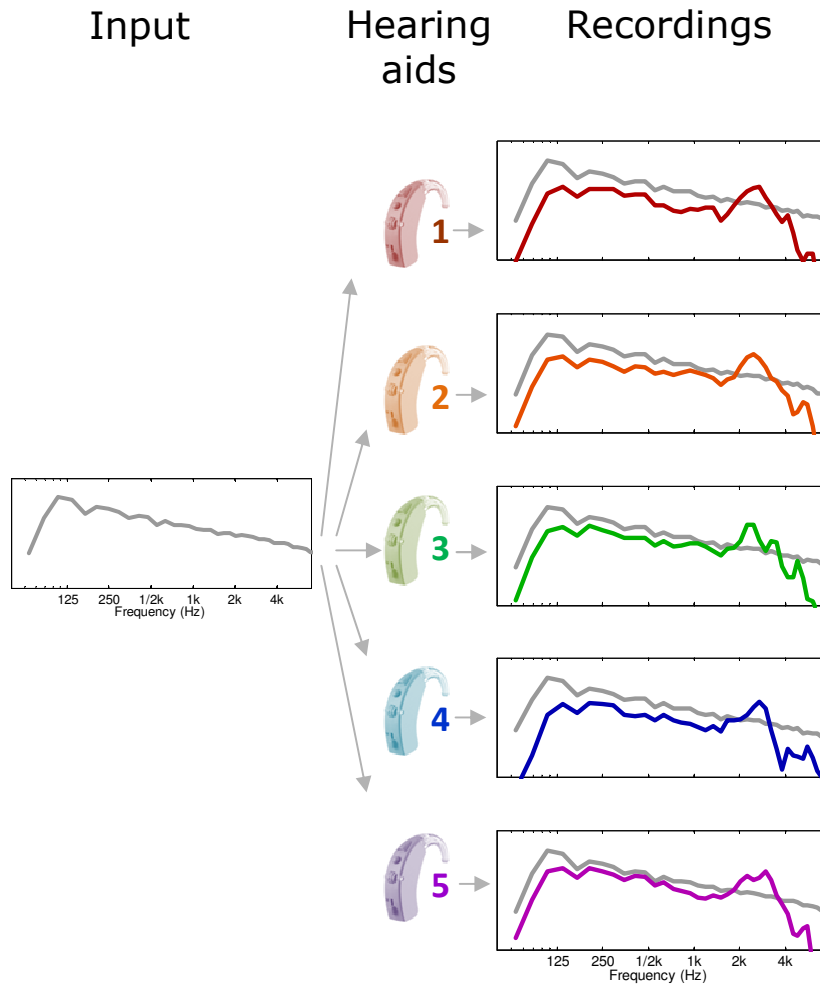 Input
Hearing
aids
Recordings
1
2
3
4
5
125 250 1/2k 1k 2k 4k
Frequency (Hz)
125 250 1/2k 1k 2k 4k
Frequency (Hz)